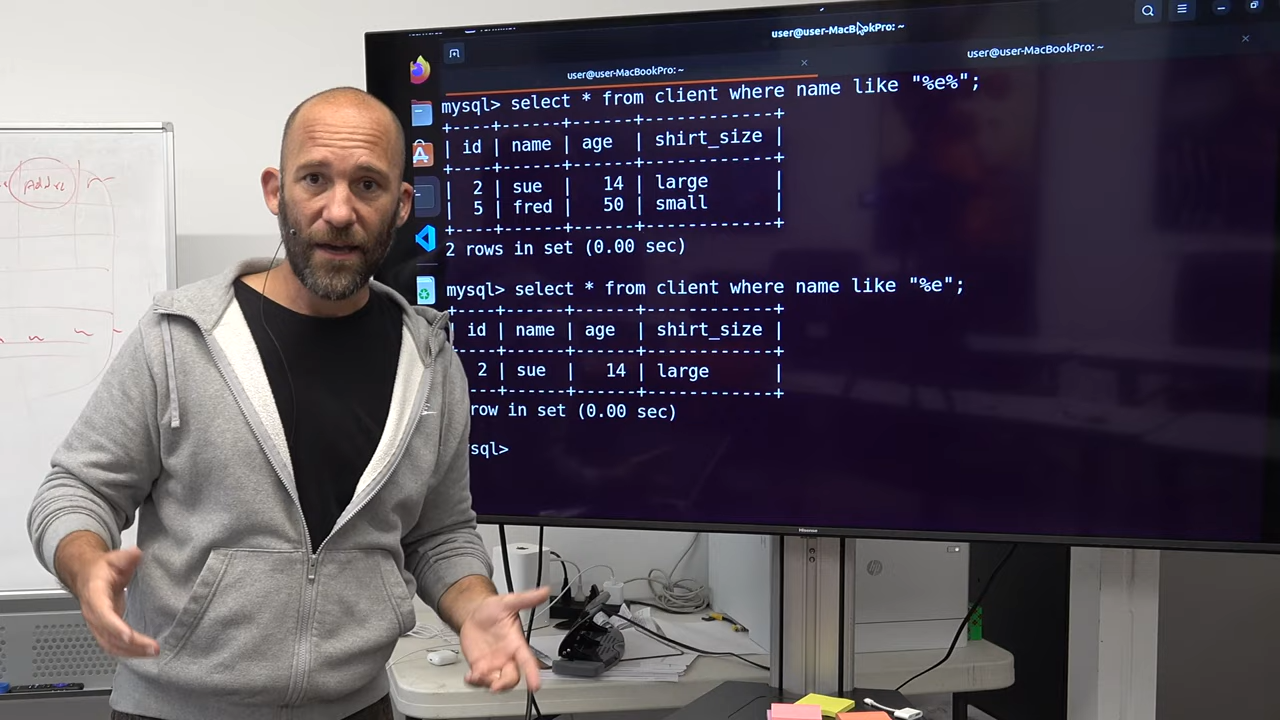 user@user-MacBookPro: ~
user@user-MacBookPro: ~
user@user-MacBookPro: ~
mysql> select * from client where name like "%e%";
+----+------+------+------------+
| id | name | age  | shirt_size |
+----+------+------+------------+
|  2 | sue  |   14 | large      |
|  5 | fred |   50 | small      |
+----+------+------+------------+
2 rows in set (0.00 sec)
mysql> select * from client where name like "%e";
+----+------+------+------------+
| id | name | age  | shirt_size |
+----+------+------+------------+
2 | sue  |   14 | large      |
+----+------+------+------------+
row in set (0.00 sec)
ysql>
Hisense
hp